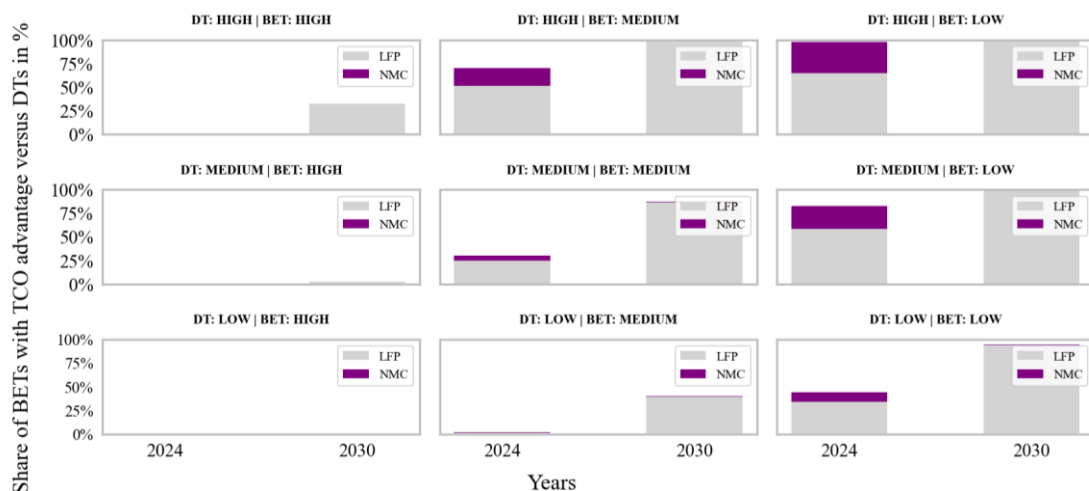 Share of BETs with TCO advantage versus DTs in %
DT: HIGH | BET: HIGH
DT: HIGH | BET: MEDIUM
DT: HIGH | BET: LOW
100%
75%
50%
25%
0%
LFP
NMC
LFP
NMC
LFP
NMC
DT: MEDIUM | BET: HIGH
DT: MEDIUM | BET: MEDIUM
DT: MEDIUM | BET: LOW
100%
75%
50%
25%
0%
LFP
NMC
LFP
NMC
LFP
NMC
DT: LOW | BET: HIGH
DT: LOW | BET: MEDIUM
DT: LOW | BET: LOW
100%
75%
50%
25%
0%
LFP
NMC
LFP
NMC
LFP
NMC
2024 2030 2024 2030 2024 2030
Years